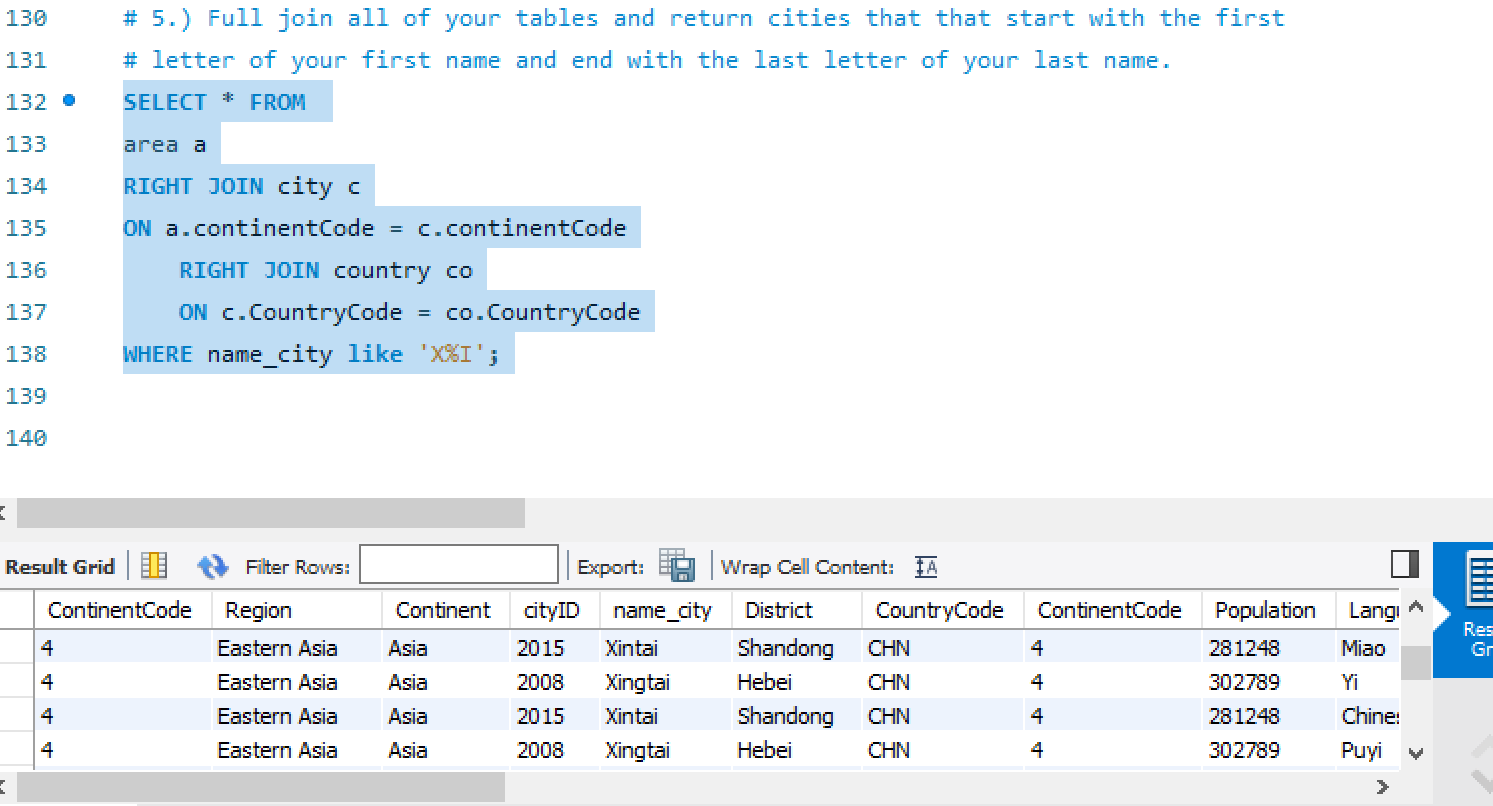 130 # 5.) Full join all of your tables and return cities that that start with the first
131 # letter of your first name and end with the last letter of your last name.
132 SELECT * FROM
133 area a
134 RIGHT JOIN city c
135 ON a.continentCode = c.continentCode
136 RIGHT JOIN country co
137 ON c.CountryCode = co.CountryCode
138 WHERE name_city like 'X%I';
139
140
Result Grid Filter Rows: Export: Wrap Cell Content: IA
ContinentCode Region Continent cityID name_city District CountryCode ContinentCode Population Langu
4 Eastern Asia Asia 2015 Xintai Shandong CHN 4 281248 Miao
4 Eastern Asia Asia 2008 Xingtai Hebei CHN 4 302789 Yi
4 Eastern Asia Asia 2015 Xintai Shandong CHN 4 281248 Chines
4 Eastern Asia Asia 2008 Xingtai Hebei CHN 4 302789 Puyi
Res
Gr